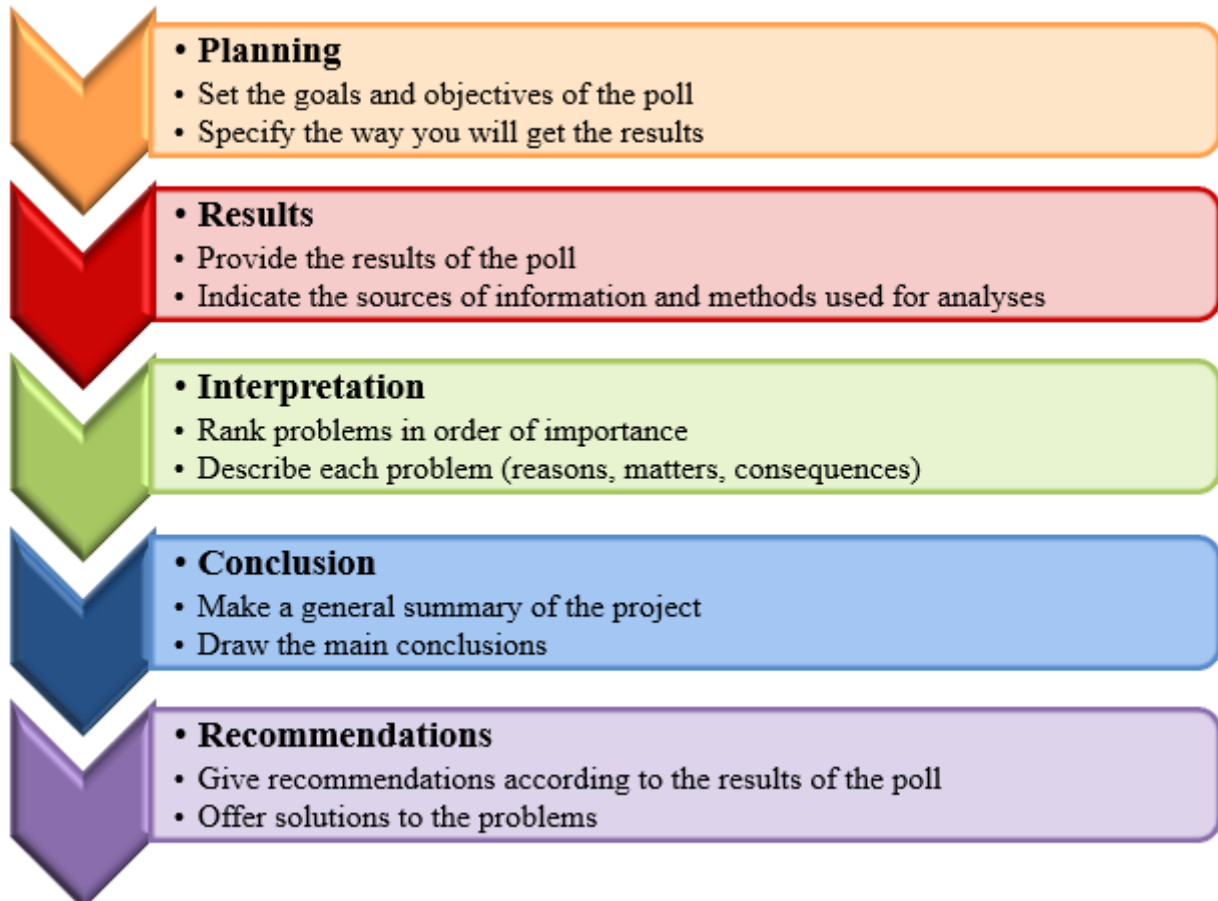 • Planning
• Set the goals and objectives of the poll
• Specify the way you will get the results
• Results
• Provide the results of the poll
• Indicate the sources of information and methods used for analyses
• Interpretation
• Rank problems in order of importance
• Describe each problem (reasons, matters, consequences)
• Conclusion
• Make a general summary of the project
• Draw the main conclusions
• Recommendations
• Give recommendations according to the results of the poll
• Offer solutions to the problems